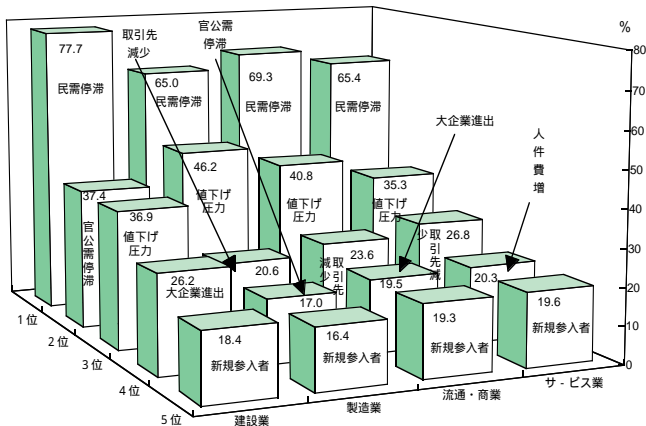 %
80
70
60
50
40
30
20
10
0
取引先
減少
官公需
停滞
大企業進出
人件費増
77.7
民需停滞
65.0
民需停滞
69.3
民需停滞
65.4
民需停滞
37.4
官公需停滞
46.2
値下げ
圧力
40.8
値下げ
圧力
35.3
値下げ
圧力
36.9
値下げ
圧力
20.6
23.6
取引先
減少
26.8
取引先減
少
26.2
大企業進出
17.0
19.5
20.3
18.4
新規参入者
16.4
新規参入者
19.3
新規参入者
19.6
新規参入者
1位
2位
3位
4位
5位
建設業
製造業
流通・商業
サ-ビス業